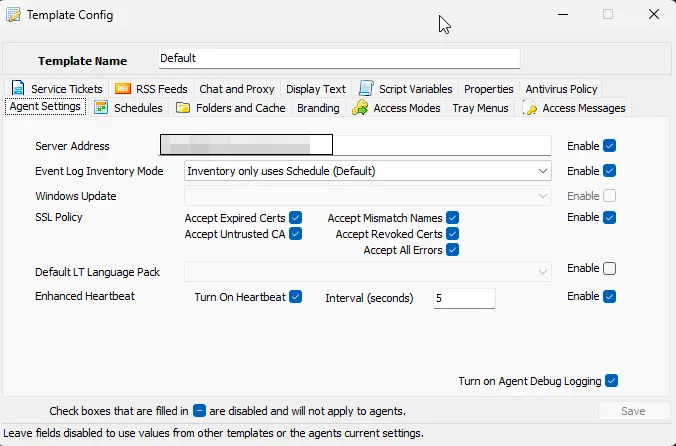 Template Config
Template Name Default
Service Tickets RSS Feeds Chat and Proxy Display Text Script Variables Properties Antivirus Policy
Agent Settings Schedules Folders and Cache Branding Access Modes Tray Menus Access Messages
Server Address Enable
Event Log Inventory Mode Inventory only uses Schedule (Default) Enable
Windows Update Enable
SSL Policy Accept Expired Certs Accept Mismatch Names Enable
Accept Untrusted CA Accept Revoked Certs
Accept All Errors
Default LT Language Pack Enable
Enhanced Heartbeat Turn On Heartbeat Interval (seconds) 5 Enable
Turn on Agent Debug Logging
Check boxes that are filled in are disabled and will not apply to agents. Save
Leave fields disabled to use values from other templates or the agents current settings.